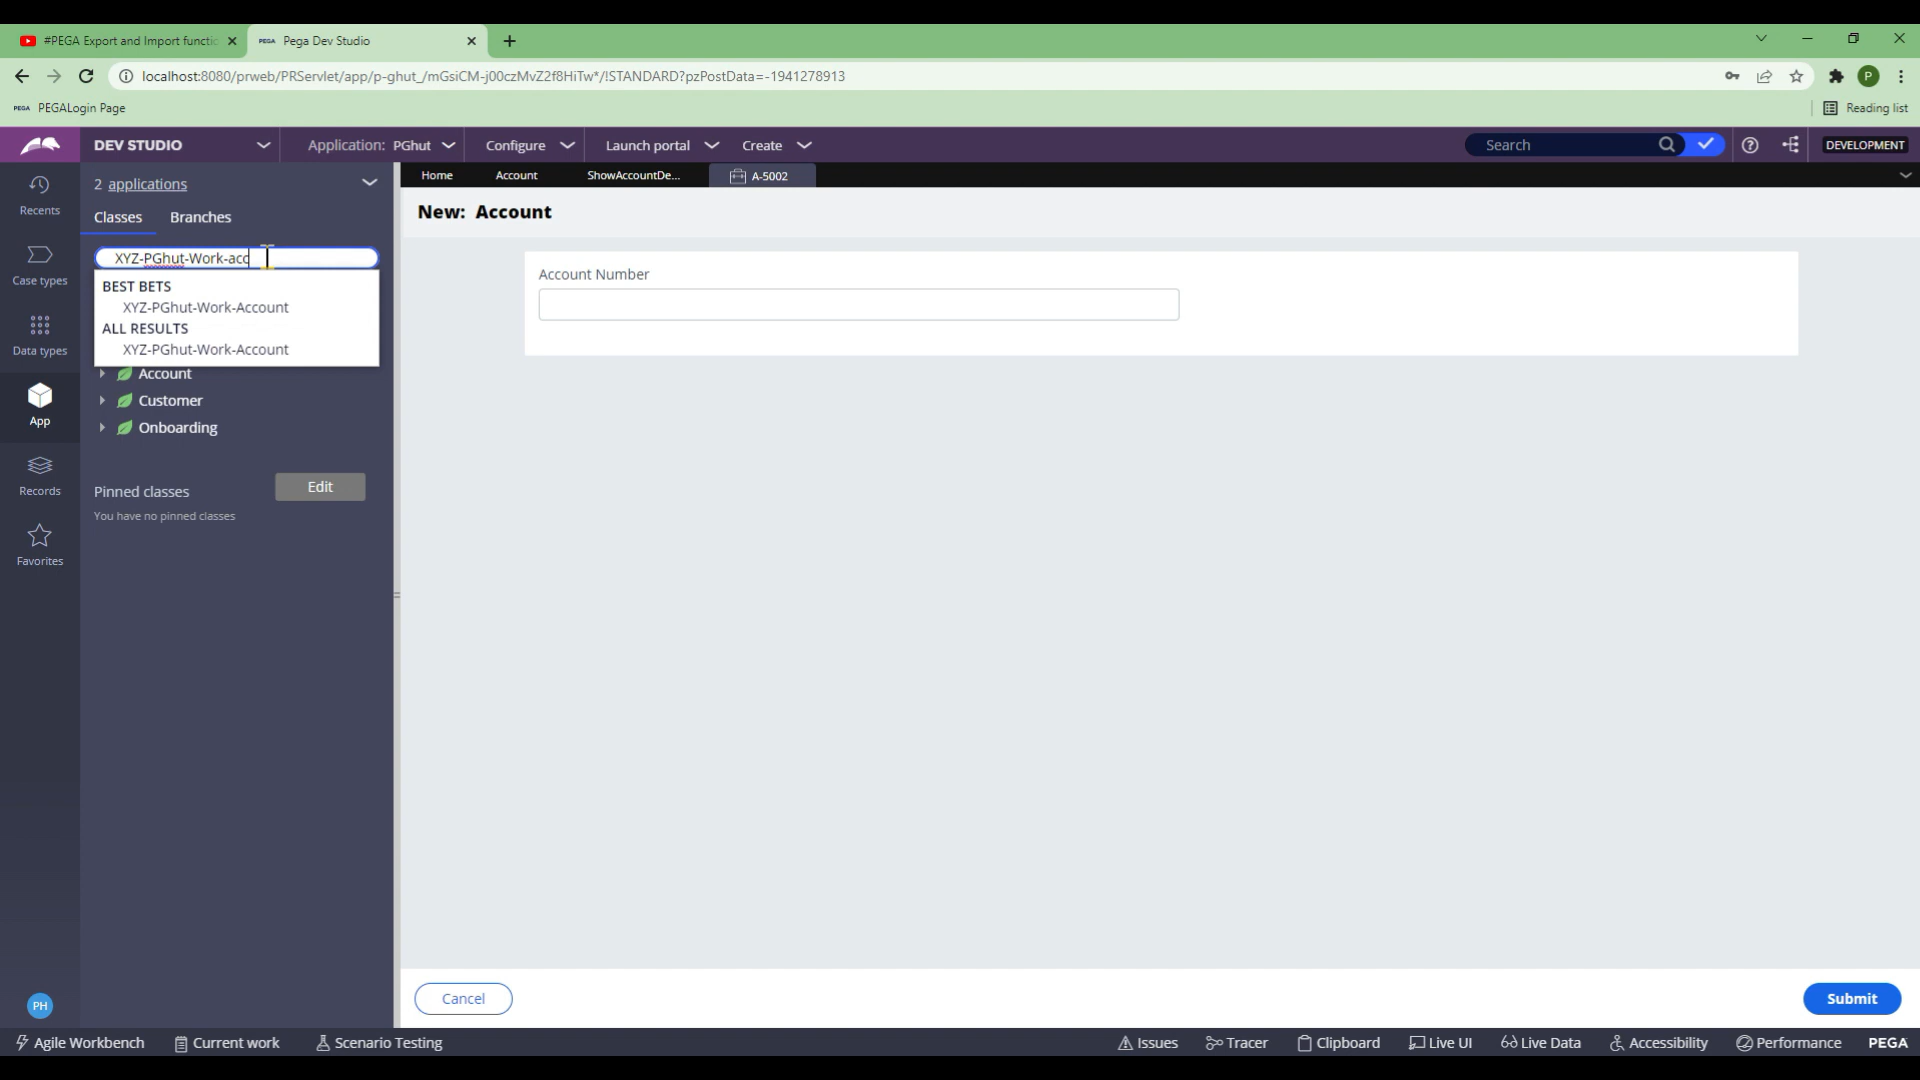 #PEGA Export and Import functic
PEGA Pega Dev Studio
localhost:8080/prweb/PRServlet/app/p-ghut_/mGsiCM-j00czMvZ2f8HiTw*/!STANDARD?pzPostData=-1941278913
P
PEGA PEGALogin Page
Reading list
DEV STUDIO
Application: PGhut
Configure
Launch portal
Create
Search
DEVELOPMENT
Recents
Case types
Data types
App
Records
Favorites
PH
2 applications
Classes
Branches
XYZ-PGhut-Work-acc
BEST BETS
XYZ-PGhut-Work-Account
ALL RESULTS
XYZ-PGhut-Work-Account
Account
Customer
Onboarding
Pinned classes
Edit
You have no pinned classes
Home
Account
ShowAccountDe...
A-5002
New: Account
Account Number
Cancel
Submit
Agile Workbench
Current work
Scenario Testing
Issues
Tracer
Clipboard
Live UI
Live Data
Accessibility
Performance
PEGA